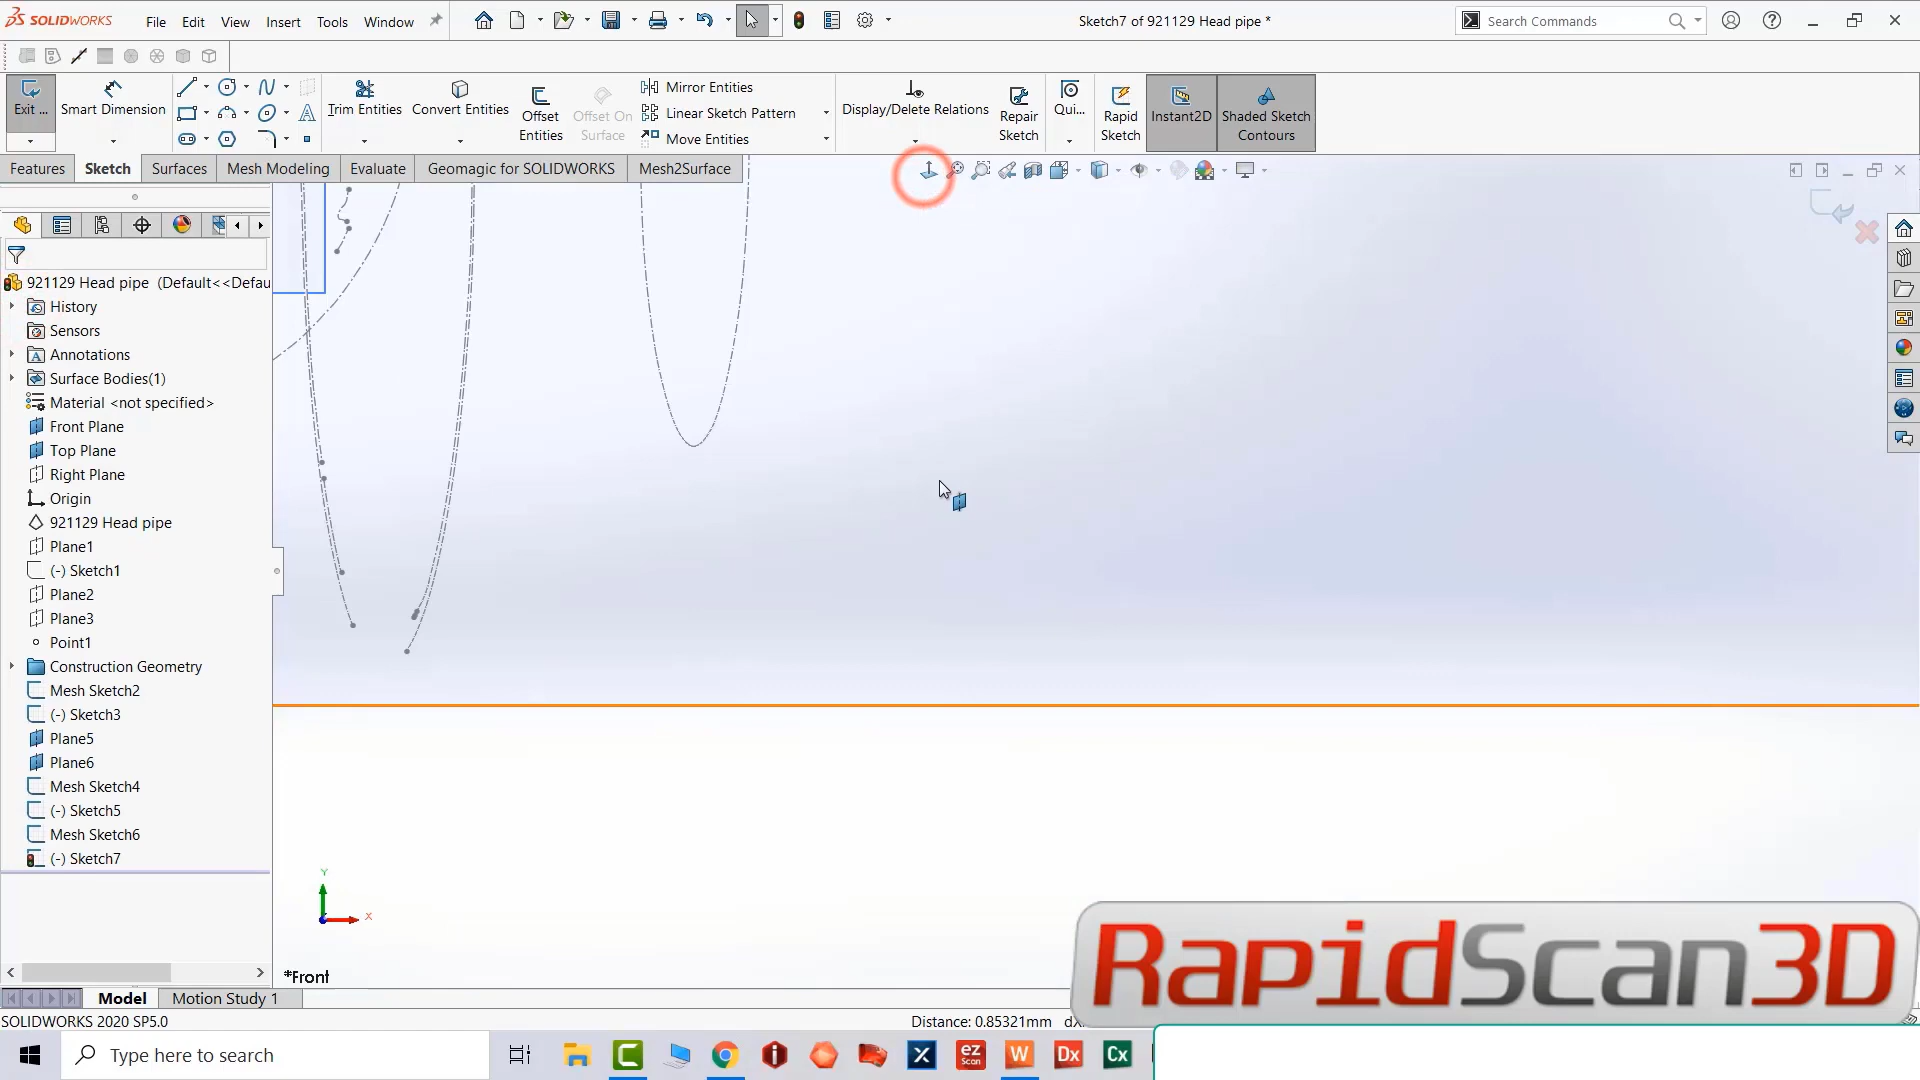 SOLIDWORKS File Edit View Insert Tools Window Sketch7 of 921129 Head pipe * Search Commands
Exit ... Smart Dimension Trim Entities Convert Entities Offset Entities Offset On Surface Mirror Entities Linear Sketch Pattern Move Entities Display/Delete Relations Repair Sketch Qui... Rapid Sketch Instant2D Shaded Sketch Contours
Features Sketch Surfaces Mesh Modeling Evaluate Geomagic for SOLIDWORKS Mesh2Surface
921129 Head pipe (Default<<Defau
History
Sensors
Annotations
Surface Bodies(1)
Material <not specified>
Front Plane
Top Plane
Right Plane
Origin
921129 Head pipe
Plane1
(-) Sketch1
Plane2
Plane3
Point1
Construction Geometry
Mesh Sketch2
(-) Sketch3
Plane5
Plane6
Mesh Sketch4
(-) Sketch5
Mesh Sketch6
(-) Sketch7
Y
X
*Front
RapidScan3D
Model Motion Study 1
SOLIDWORKS 2020 SP5.0 Distance: 0.85321mm
Type here to search
ez Scan W Dx Cx